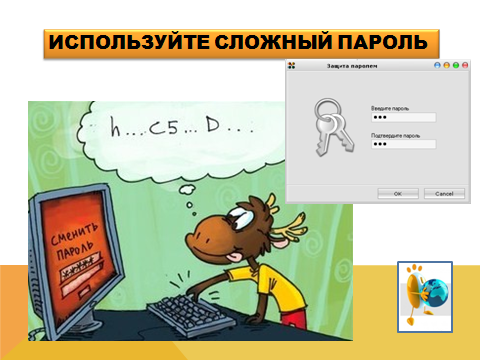 ИСПОЛЬЗУЙТЕ СЛОЖНЫЙ ПАРОЛЬ
Защита паролем
Введите пароль
Подтвердите пароль
OK
Cancel
h....C5...D....
СМЕНИТЬ
ПАРОЛЬ